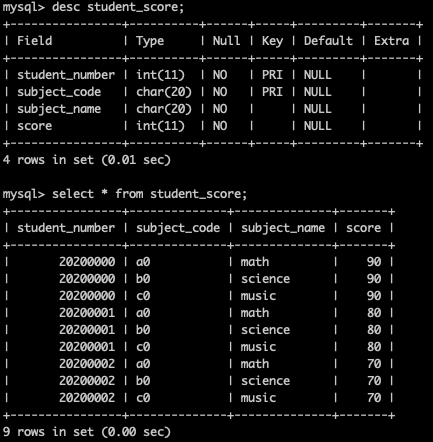 mysql> desc student_score;
+----------------+----------+------+-----+---------+-------+
| Field          | Type     | Null | Key | Default | Extra |
+----------------+----------+------+-----+---------+-------+
| student_number | int(11)  | NO   | PRI | NULL    |       |
| subject_code   | char(20) | NO   | PRI | NULL    |       |
| subject_name   | char(20) | NO   |     | NULL    |       |
| score          | int(11)  | NO   |     | NULL    |       |
+----------------+----------+------+-----+---------+-------+
4 rows in set (0.01 sec)
mysql> select * from student_score;
+----------------+--------------+--------------+-------+
| student_number | subject_code | subject_name | score |
+----------------+--------------+--------------+-------+
|       20200000 | a0           | math         |    90 |
|       20200000 | b0           | science      |    90 |
|       20200000 | c0           | music        |    90 |
|       20200001 | a0           | math         |    80 |
|       20200001 | b0           | science      |    80 |
|       20200001 | c0           | music        |    80 |
|       20200002 | a0           | math         |    70 |
|       20200002 | b0           | science      |    70 |
|       20200002 | c0           | music        |    70 |
+----------------+--------------+--------------+-------+
9 rows in set (0.00 sec)